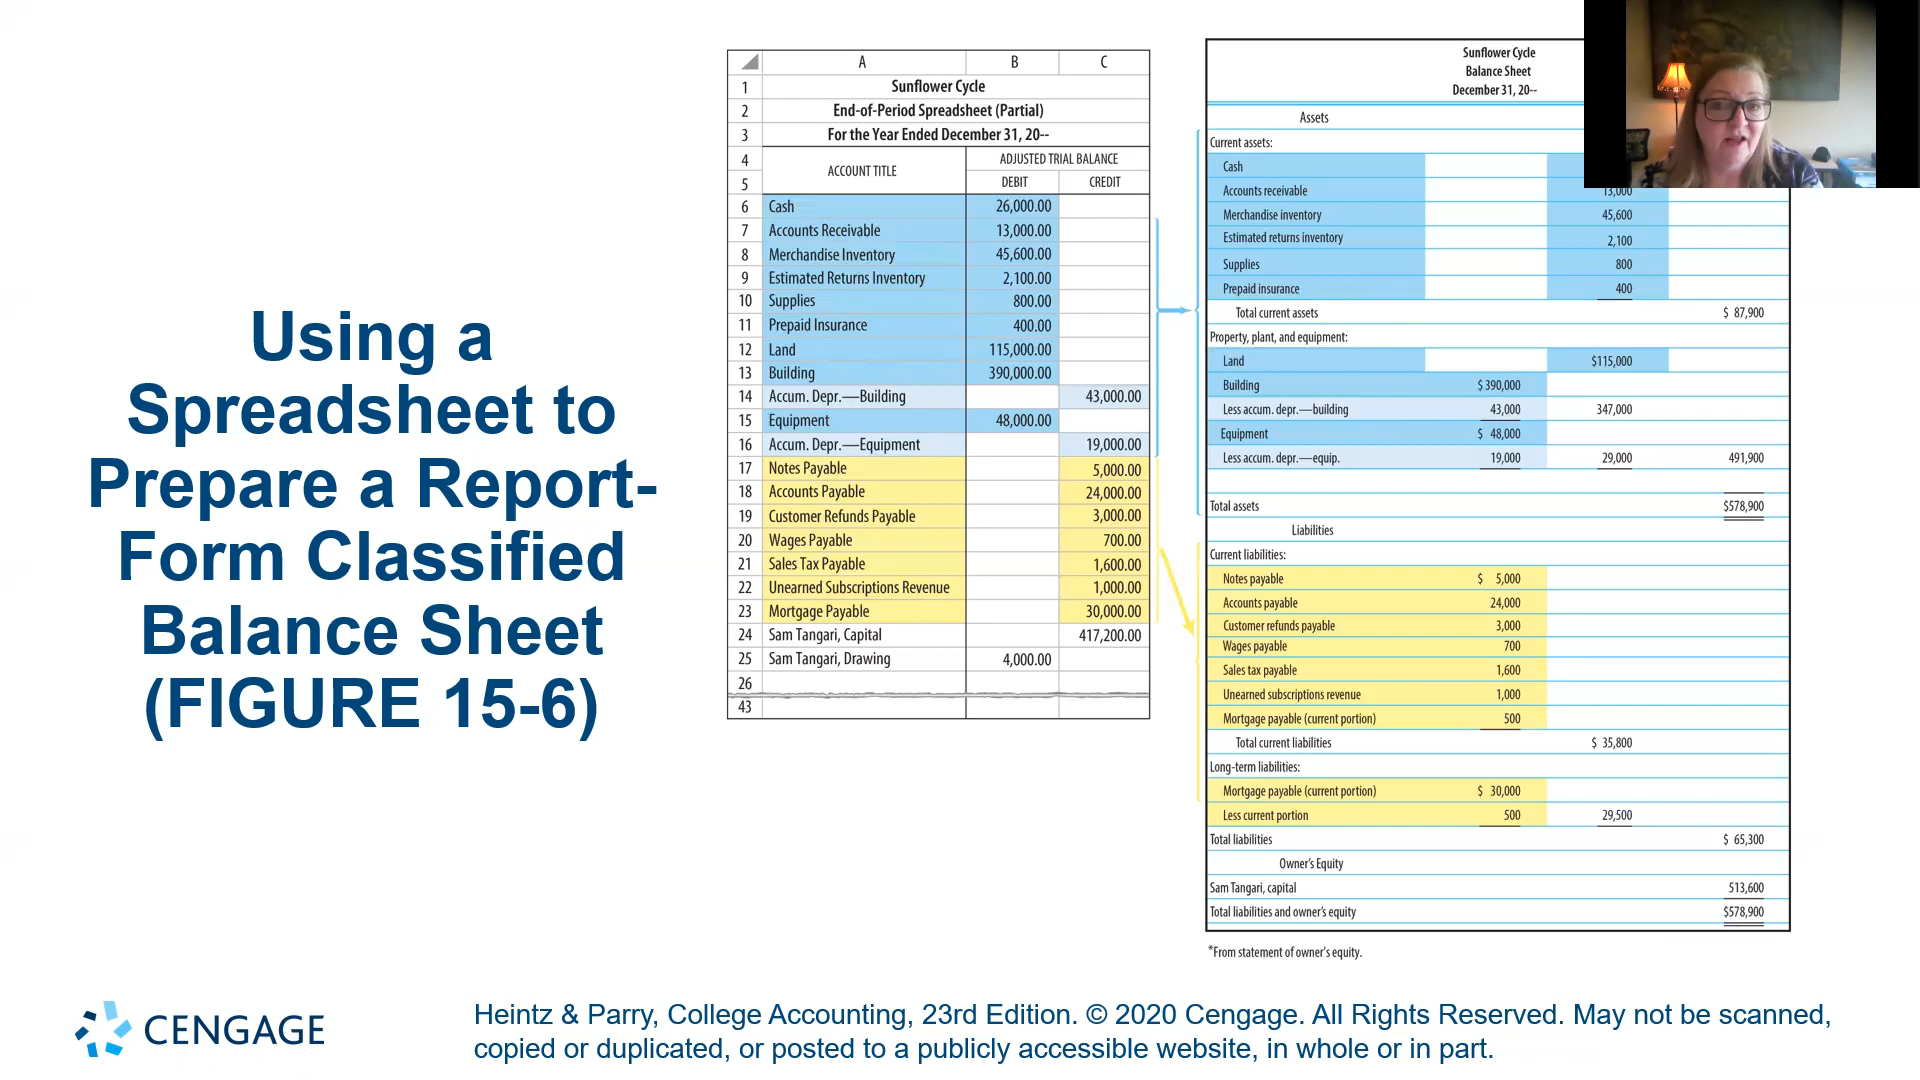 Using a
Spreadsheet to
Prepare a Report-
Form Classified
Balance Sheet
(FIGURE 15-6)
A B C
1 Sunflower Cycle
2 End-of-Period Spreadsheet (Partial)
3 For the Year Ended December 31, 20--
4 ACCOUNT TITLE ADJUSTED TRIAL BALANCE
5 DEBIT CREDIT
6 Cash 26,000.00
7 Accounts Receivable 13,000.00
8 Merchandise Inventory 45,600.00
9 Estimated Returns Inventory 2,100.00
10 Supplies 800.00
11 Prepaid Insurance 400.00
12 Land 115,000.00
13 Building 390,000.00
14 Accum. Depr.—Building 43,000.00
15 Equipment 48,000.00
16 Accum. Depr.—Equipment 19,000.00
17 Notes Payable 5,000.00
18 Accounts Payable 24,000.00
19 Customer Refunds Payable 3,000.00
20 Wages Payable 700.00
21 Sales Tax Payable 1,600.00
22 Unearned Subscriptions Revenue 1,000.00
23 Mortgage Payable 30,000.00
24 Sam Tangari, Capital 417,200.00
25 Sam Tangari, Drawing 4,000.00
26
43
Sunflower Cycle
Balance Sheet
December 31, 20--
Assets
Current assets:
Cash
Accounts receivable 13,000
Merchandise inventory 45,600
Estimated returns inventory 2,100
Supplies 800
Prepaid insurance 400
Total current assets $ 87,900
Property, plant, and equipment:
Land $115,000
Building $ 390,000
Less accum. depr.—building 43,000 347,000
Equipment $ 48,000
Less accum. depr.—equip. 19,000 29,000 491,900
Total assets $578,900
Liabilities
Current liabilities:
Notes payable $ 5,000
Accounts payable 24,000
Customer refunds payable 3,000
Wages payable 700
Sales tax payable 1,600
Unearned subscriptions revenue 1,000
Mortgage payable (current portion) 500
Total current liabilities $ 35,800
Long-term liabilities:
Mortgage payable (current portion) $ 30,000
Less current portion 500 29,500
Total liabilities $ 65,300
Owner's Equity
Sam Tangari, capital 513,600
Total liabilities and owner's equity $578,900
*From statement of owner's equity.
CENGAGE
Heintz & Parry, College Accounting, 23rd Edition. © 2020 Cengage. All Rights Reserved. May not be scanned,
copied or duplicated, or posted to a publicly accessible website, in whole or in part.